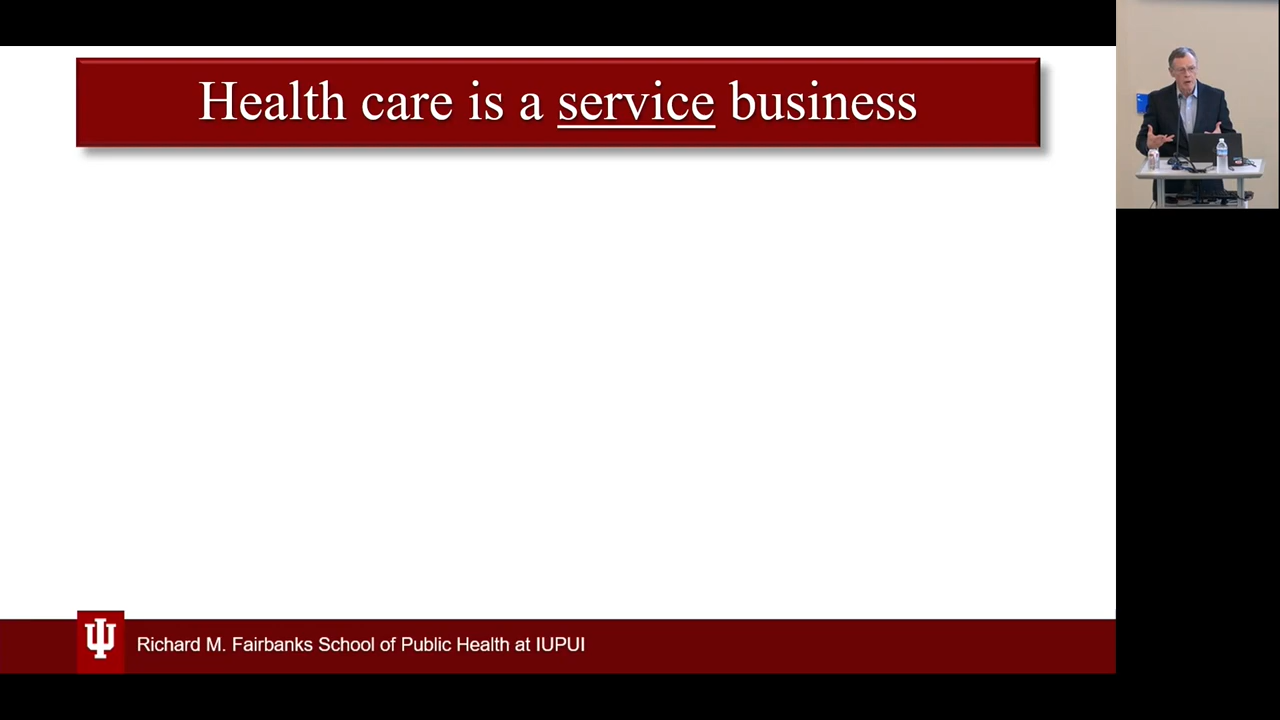 Health care is a service business
Richard M. Fairbanks School of Public Health at IUPUI